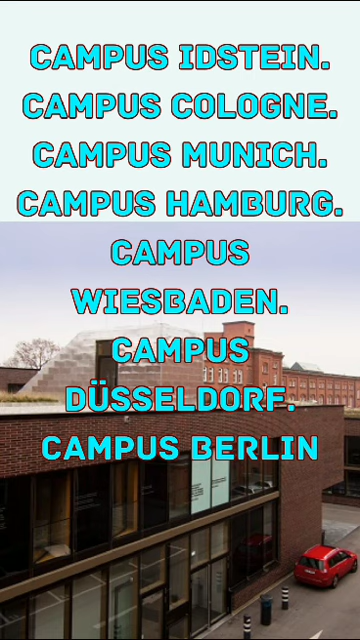 CAMPUS IDSTEIN.
CAMPUS COLOGNE.
CAMPUS MUNICH.
CAMPUS HAMBURG.
CAMPUS
WIESBADEN.
CAMPUS
DÜSSELDORF.
CAMPUS BERLIN